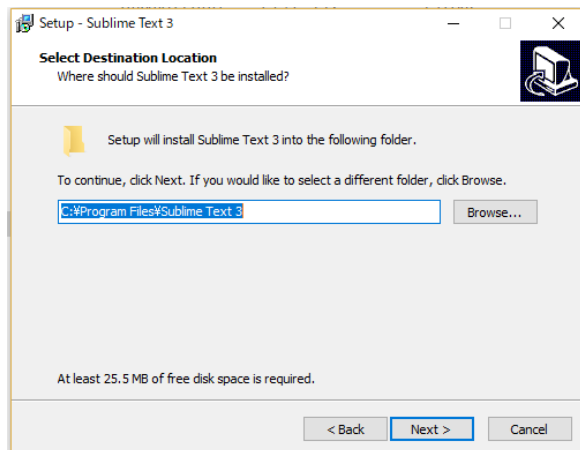 Setup - Sublime Text 3
Select Destination Location
Where should Sublime Text 3 be installed?
Setup will install Sublime Text 3 into the following folder.
To continue, click Next. If you would like to select a different folder, click Browse.
C:¥Program Files¥Sublime Text 3
Browse...
At least 25.5 MB of free disk space is required.
< Back
Next >
Cancel